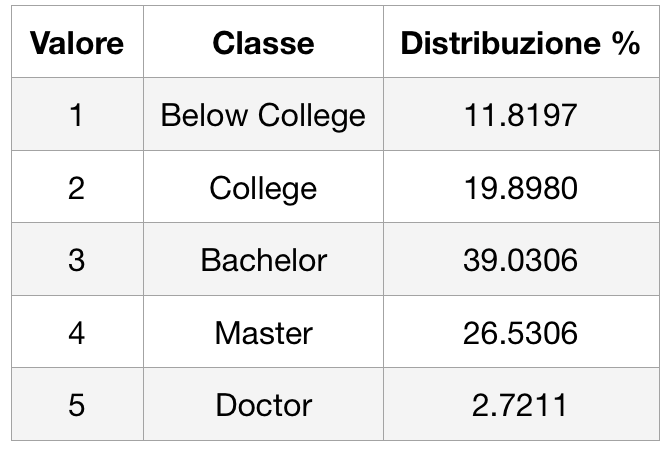 Valore Classe Distribuzione %
1 Below College 11.8197
2 College 19.8980
3 Bachelor 39.0306
4 Master 26.5306
5 Doctor 2.7211